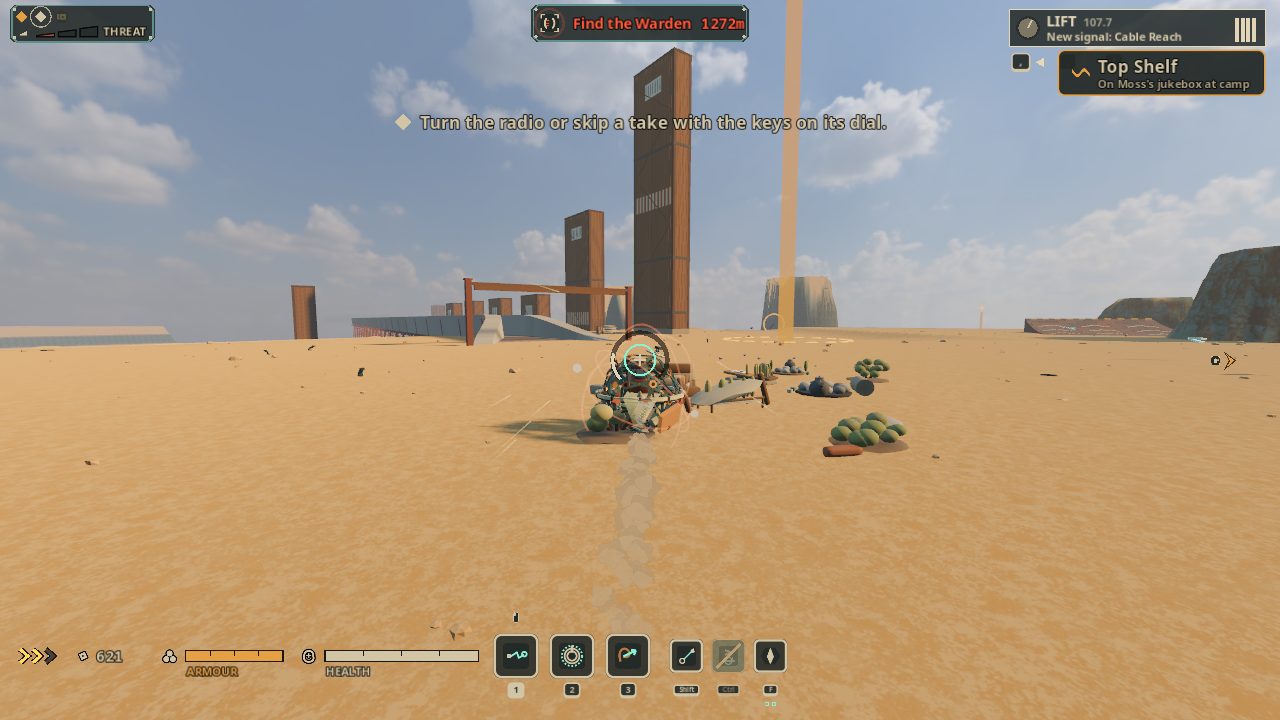 THREAT
Find the Warden 1272m
LIFT 107.7
New signal: Cable Reach
Top Shelf
On Moss's jukebox at camp
Turn the radio or skip a take with the keys on its dial.
621
ARMOUR
HEALTH
1
2
3
Shift
Ctrl
F